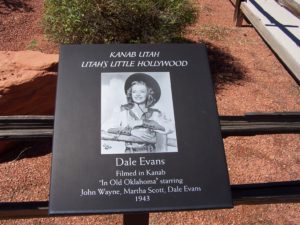 KANAB UTAH
UTAH'S LITTLE HOLLYWOOD
Dale Evans
Filmed in Kanab
"In Old Oklahoma" starring
John Wayne, Martha Scott, Dale Evans
1943